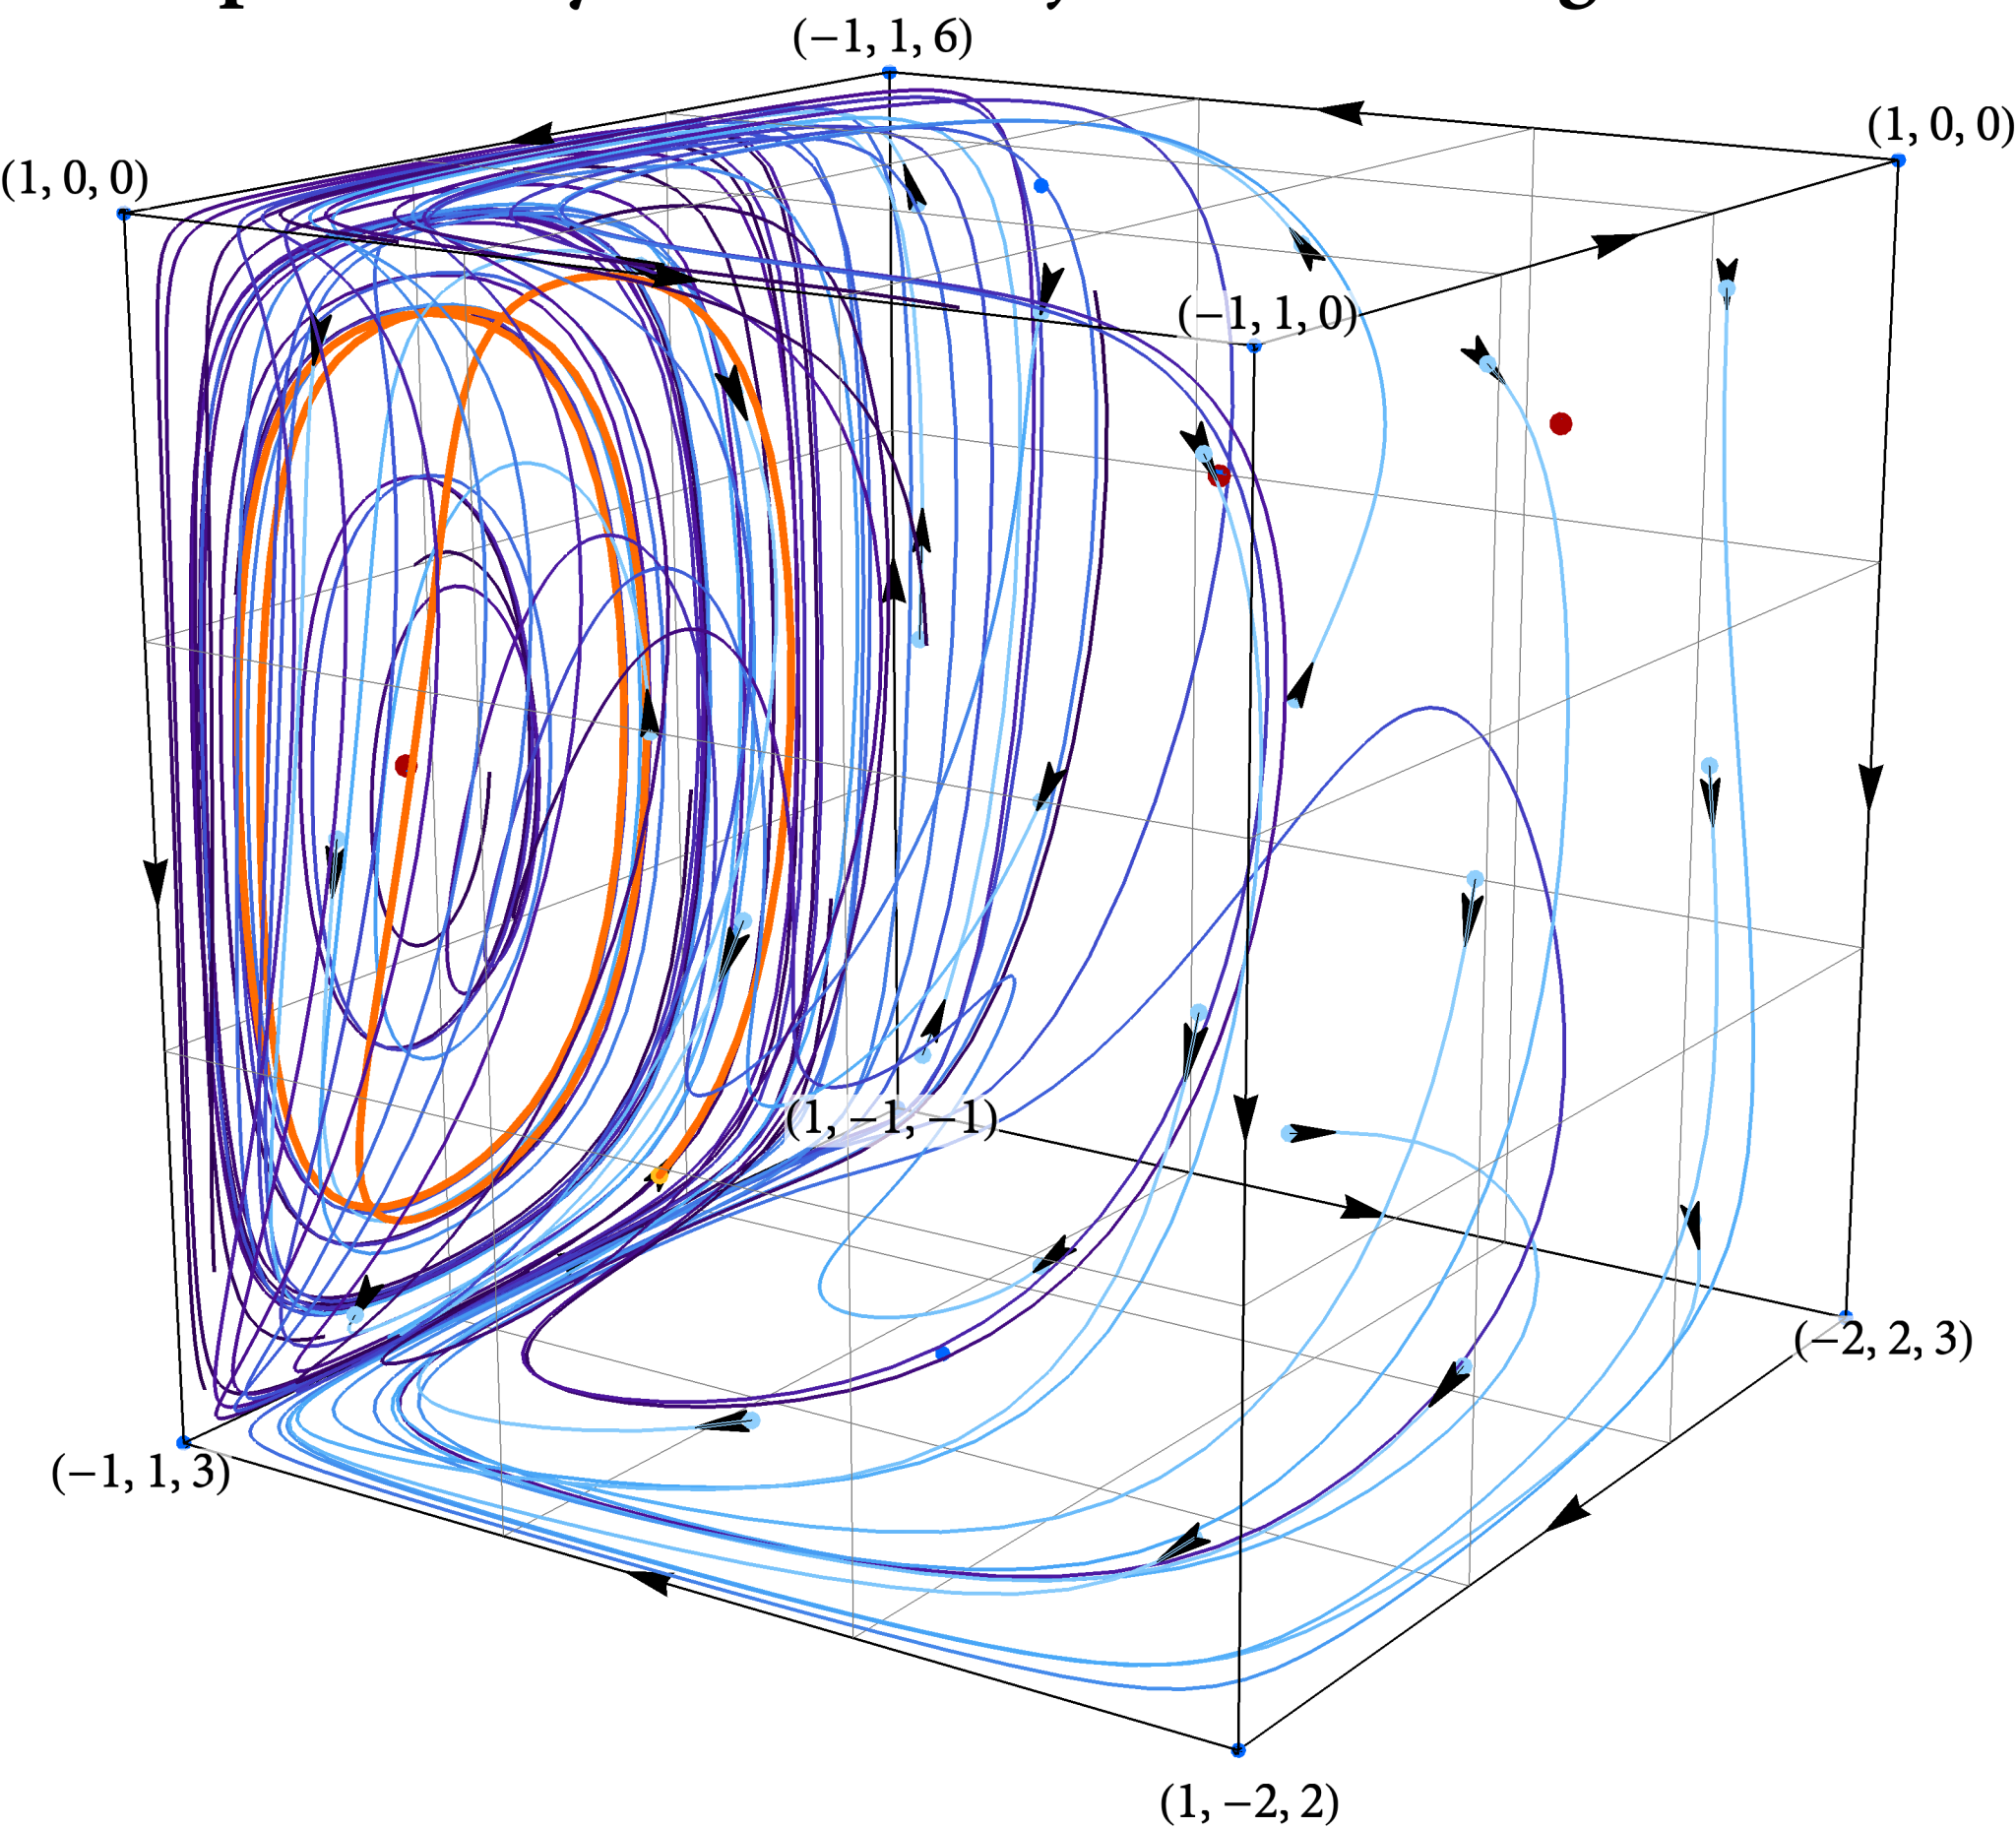 (−1, 1, 6)
(1, 0, 0)
(1, 0, 0)
(−1, 1, 0)
(1, −1, −1)
(−2, 2, 3)
(−1, 1, 3)
(1, −2, 2)